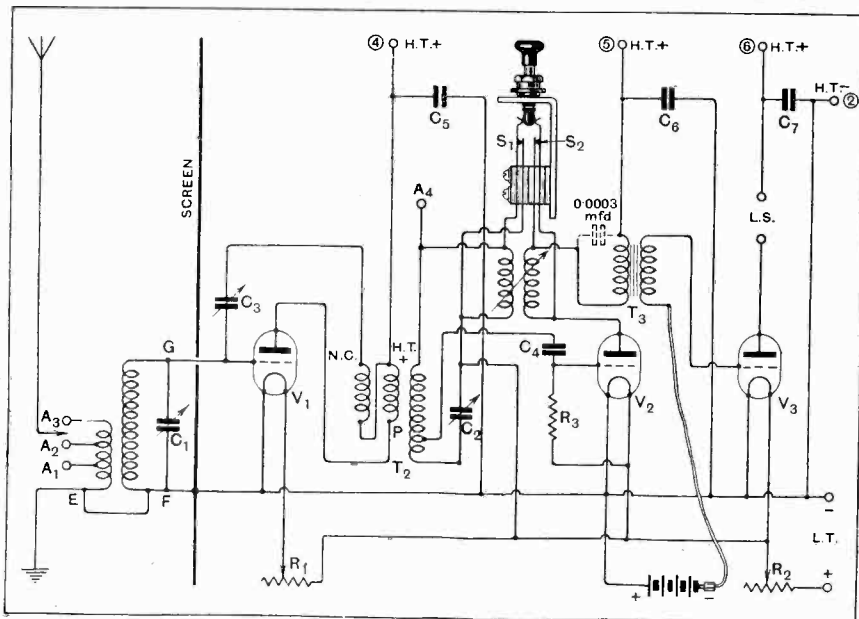 ④ H.T.+
⑤ H.T.+
⑥ H.T.+
H.T.- ②
C5
C6
C7
S1
S2
A4
0·0003
mfd
L.S.
SCREEN
C3
T3
G
N.C.
H.T.
+
C4
V1
V2
V3
A3
C1
P
C2
R3
A2
T2
A1
E
F
-
L.T.
R1
R2
+
+
-